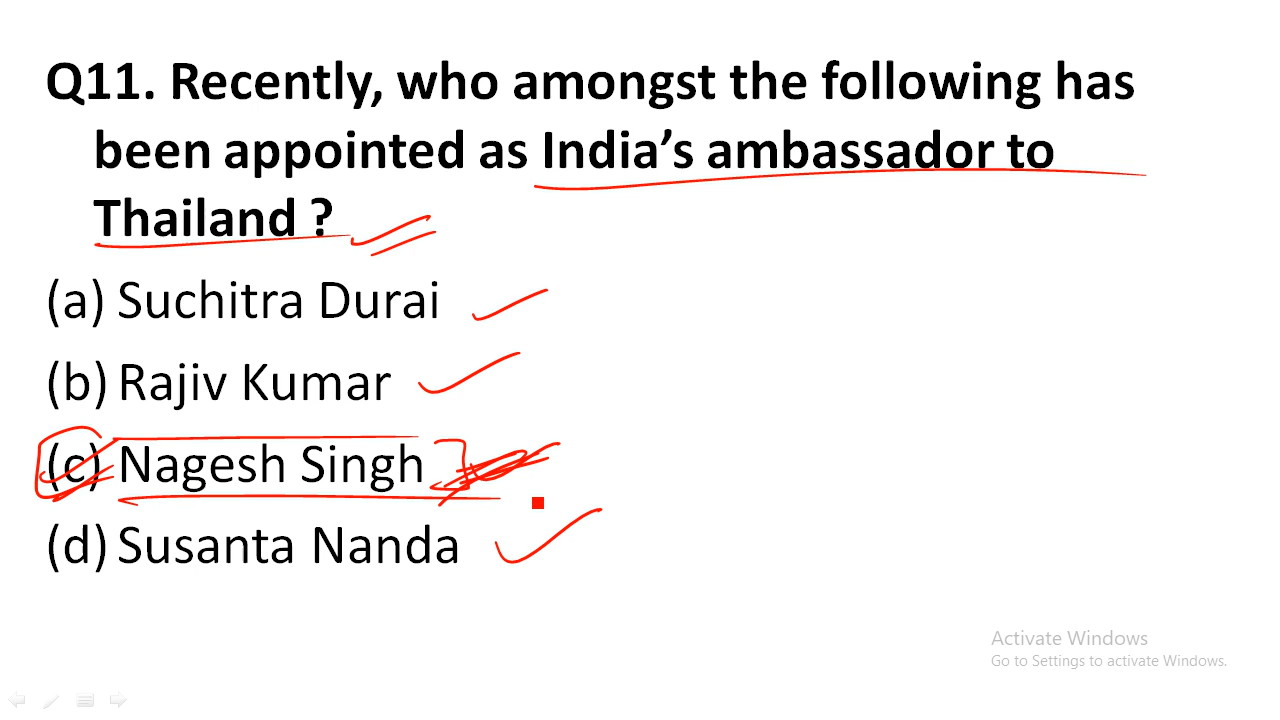 Q11. Recently, who amongst the following has
been appointed as India’s ambassador to
Thailand ?
(a) Suchitra Durai
(b) Rajiv Kumar
(c) Nagesh Singh
(d) Susanta Nanda
Activate Windows
Go to Settings to activate Windows.